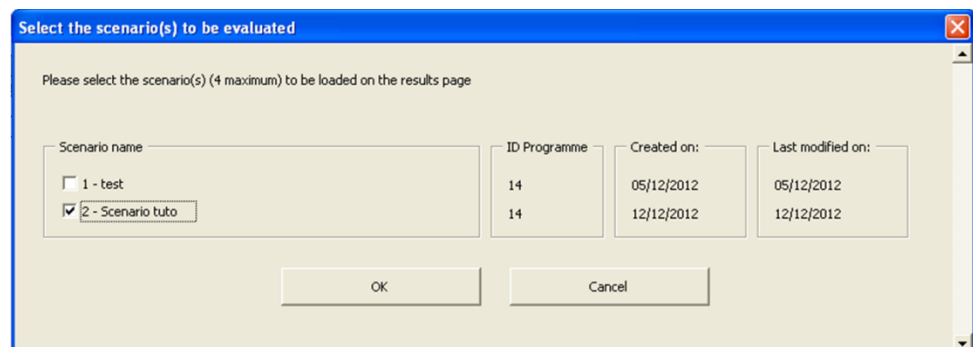 Select the scenario(s) to be evaluated
Please select the scenario(s) (4 maximum) to be loaded on the results page
Scenario name ID Programme Created on: Last modified on:
1 - test 14 05/12/2012 05/12/2012
2 - Scenario tuto 14 12/12/2012 12/12/2012
OK Cancel